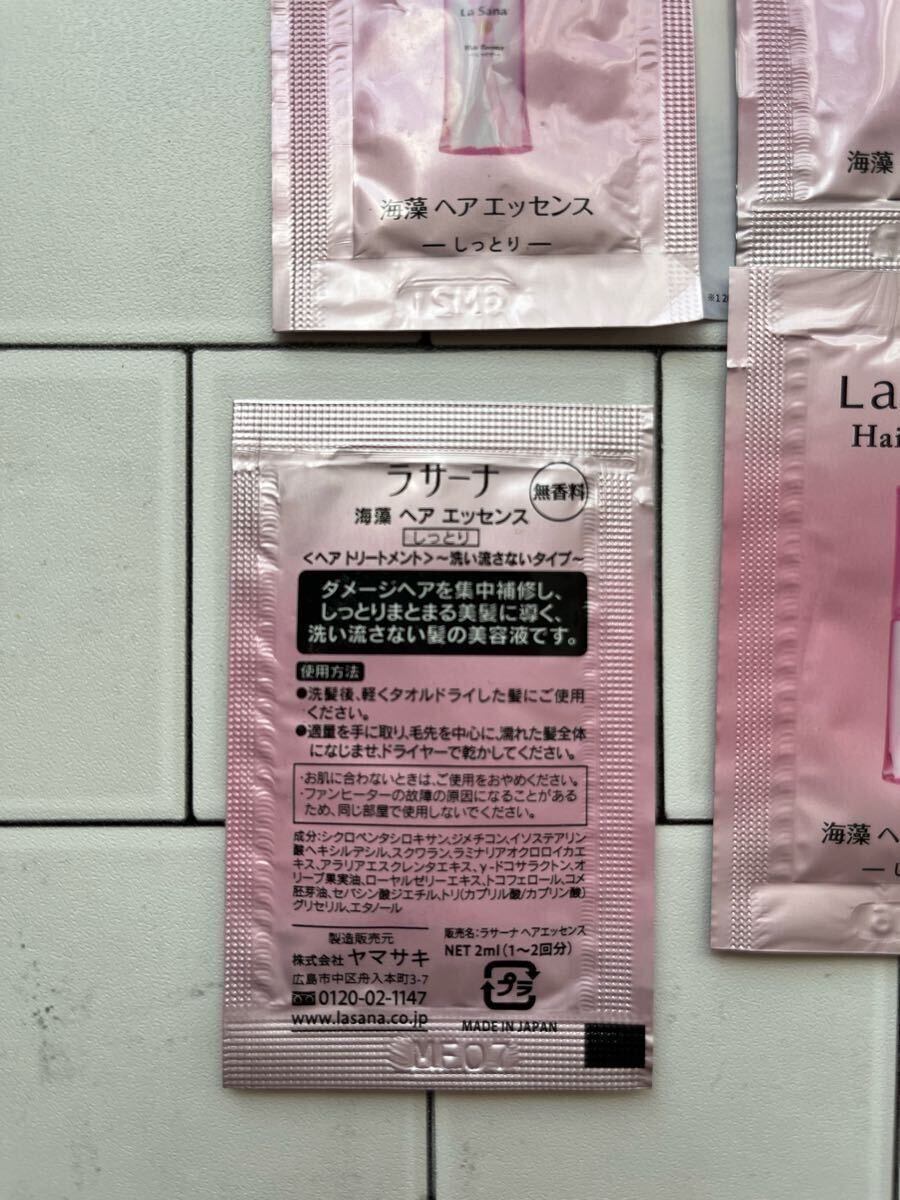 La Sana
Hair Essence
海藻 ヘア エッセンス
— しっとり —
海藻
※12
La
Hai
海藻 ヘ
ラサーナ
無香料
海藻 ヘア エッセンス
しっとり
<ヘア トリートメント>～洗い流さないタイプ～
ダメージヘアを集中補修し、
しっとりまとまる美髪に導く、
洗い流さない髪の美容液です。
使用方法
●洗髪後、軽くタオルドライした髪にご使用
ください。
●適量を手に取り、毛先を中心に、濡れた髪全体
になじませ、ドライヤーで乾かしてください。
・お肌に合わないときは、ご使用をおやめください。
・ファンヒーターの故障の原因になることがある
ため、同じ部屋で使用しないでください。
成分:シクロペンタシロキサン,ジメチコン,イソステアリン
酸ヘキシルデシル,スクワラン,ラミナリアオクロロイカエ
キス,アラリアエスクレンタエキス,γ-ドコサラクトン,オ
リーブ果実油,ローヤルゼリーエキス,トコフェロール,コメ
胚芽油,セバシン酸ジエチル,トリ(カプリル酸/カプリン酸)
グリセリル,エタノール
製造販売元
株式会社 ヤマサキ
広島市中区舟入本町3-7
0120-02-1147
www.lasana.co.jp
販売名:ラサーナ ヘアエッセンス
NET 2ml(1～2回分)
プラ
MADE IN JAPAN
MF07